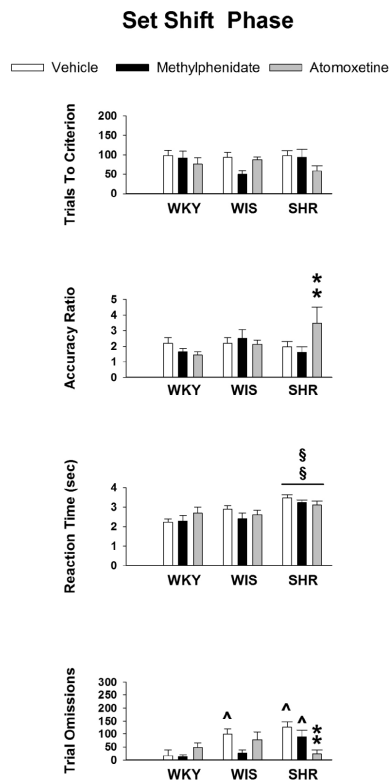 Set Shift Phase
Vehicle Methylphenidate Atomoxetine
Trials To Criterion
200
150
100
50
0
WKY WIS SHR
Accuracy Ratio
5
4
3
2
1
0
*
*
WKY WIS SHR
Reaction Time (sec)
4
3
2
1
0
§
§
WKY WIS SHR
Trial Omissions
300
250
200
150
100
50
0
^ ^ ^ *
*
WKY WIS SHR